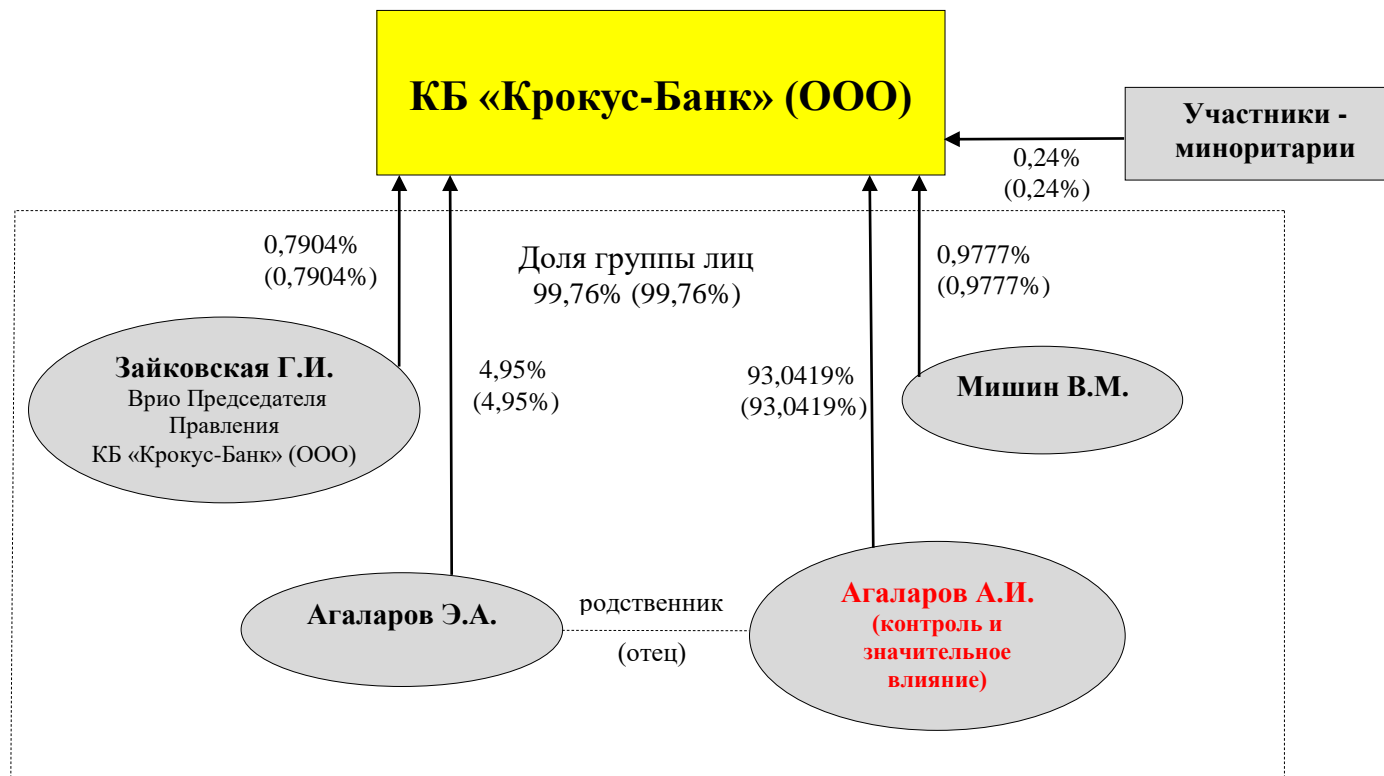 КБ «Крокус-Банк» (ООО)
Участники -
миноритарии
0,24%
(0,24%)
0,7904%
(0,7904%)
Доля группы лиц
99,76% (99,76%)
0,9777%
(0,9777%)
Зайковская Г.И.
Врио Председателя
Правления
КБ «Крокус-Банк» (ООО)
4,95%
(4,95%)
93,0419%
(93,0419%)
Мишин В.М.
Агаларов Э.А.
родственник
(отец)
Агаларов А.И.
(контроль и
значительное
влияние)